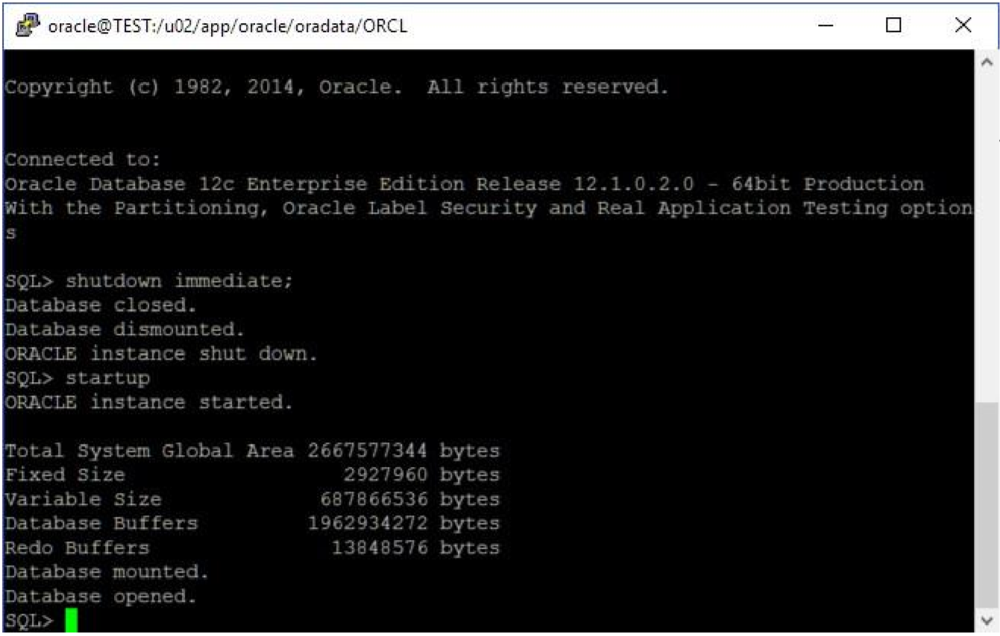 oracle@TEST:/u02/app/oracle/oradata/ORCL
Copyright (c) 1982, 2014, Oracle.  All rights reserved.
Connected to:
Oracle Database 12c Enterprise Edition Release 12.1.0.2.0 - 64bit Production
With the Partitioning, Oracle Label Security and Real Application Testing option
s
SQL> shutdown immediate;
Database closed.
Database dismounted.
ORACLE instance shut down.
SQL> startup
ORACLE instance started.
Total System Global Area 2667577344 bytes
Fixed Size                  2927960 bytes
Variable Size             687866536 bytes
Database Buffers         1962934272 bytes
Redo Buffers               13848576 bytes
Database mounted.
Database opened.
SQL>